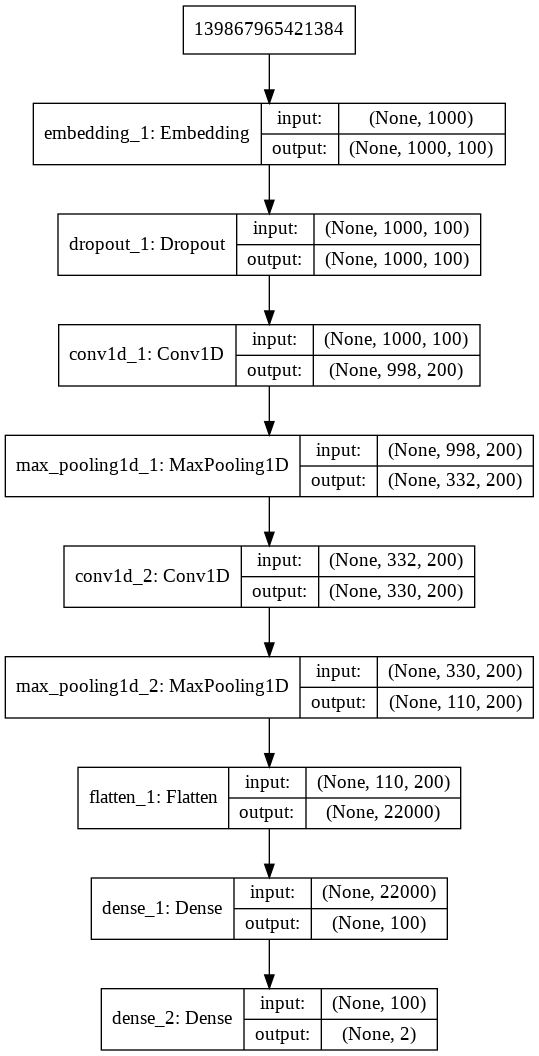 139867965421384
embedding_1: Embedding
input: (None, 1000)
output: (None, 1000, 100)
dropout_1: Dropout
input: (None, 1000, 100)
output: (None, 1000, 100)
conv1d_1: Conv1D
input: (None, 1000, 100)
output: (None, 998, 200)
max_pooling1d_1: MaxPooling1D
input: (None, 998, 200)
output: (None, 332, 200)
conv1d_2: Conv1D
input: (None, 332, 200)
output: (None, 330, 200)
max_pooling1d_2: MaxPooling1D
input: (None, 330, 200)
output: (None, 110, 200)
flatten_1: Flatten
input: (None, 110, 200)
output: (None, 22000)
dense_1: Dense
input: (None, 22000)
output: (None, 100)
dense_2: Dense
input: (None, 100)
output: (None, 2)